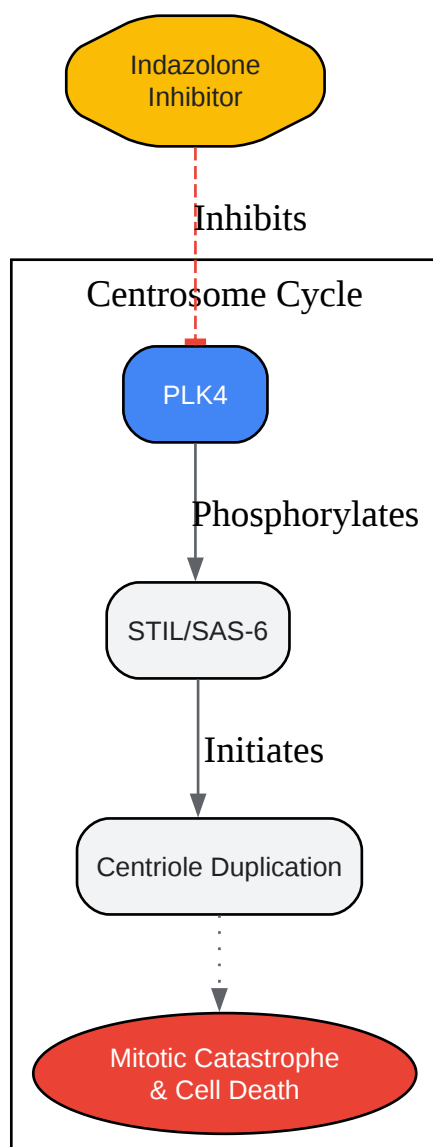 Indazolone
Inhibitor
Inhibits
Centrosome Cycle
PLK4
Phosphorylates
STIL/SAS-6
Initiates
Centriole Duplication
Mitotic Catastrophe
& Cell Death